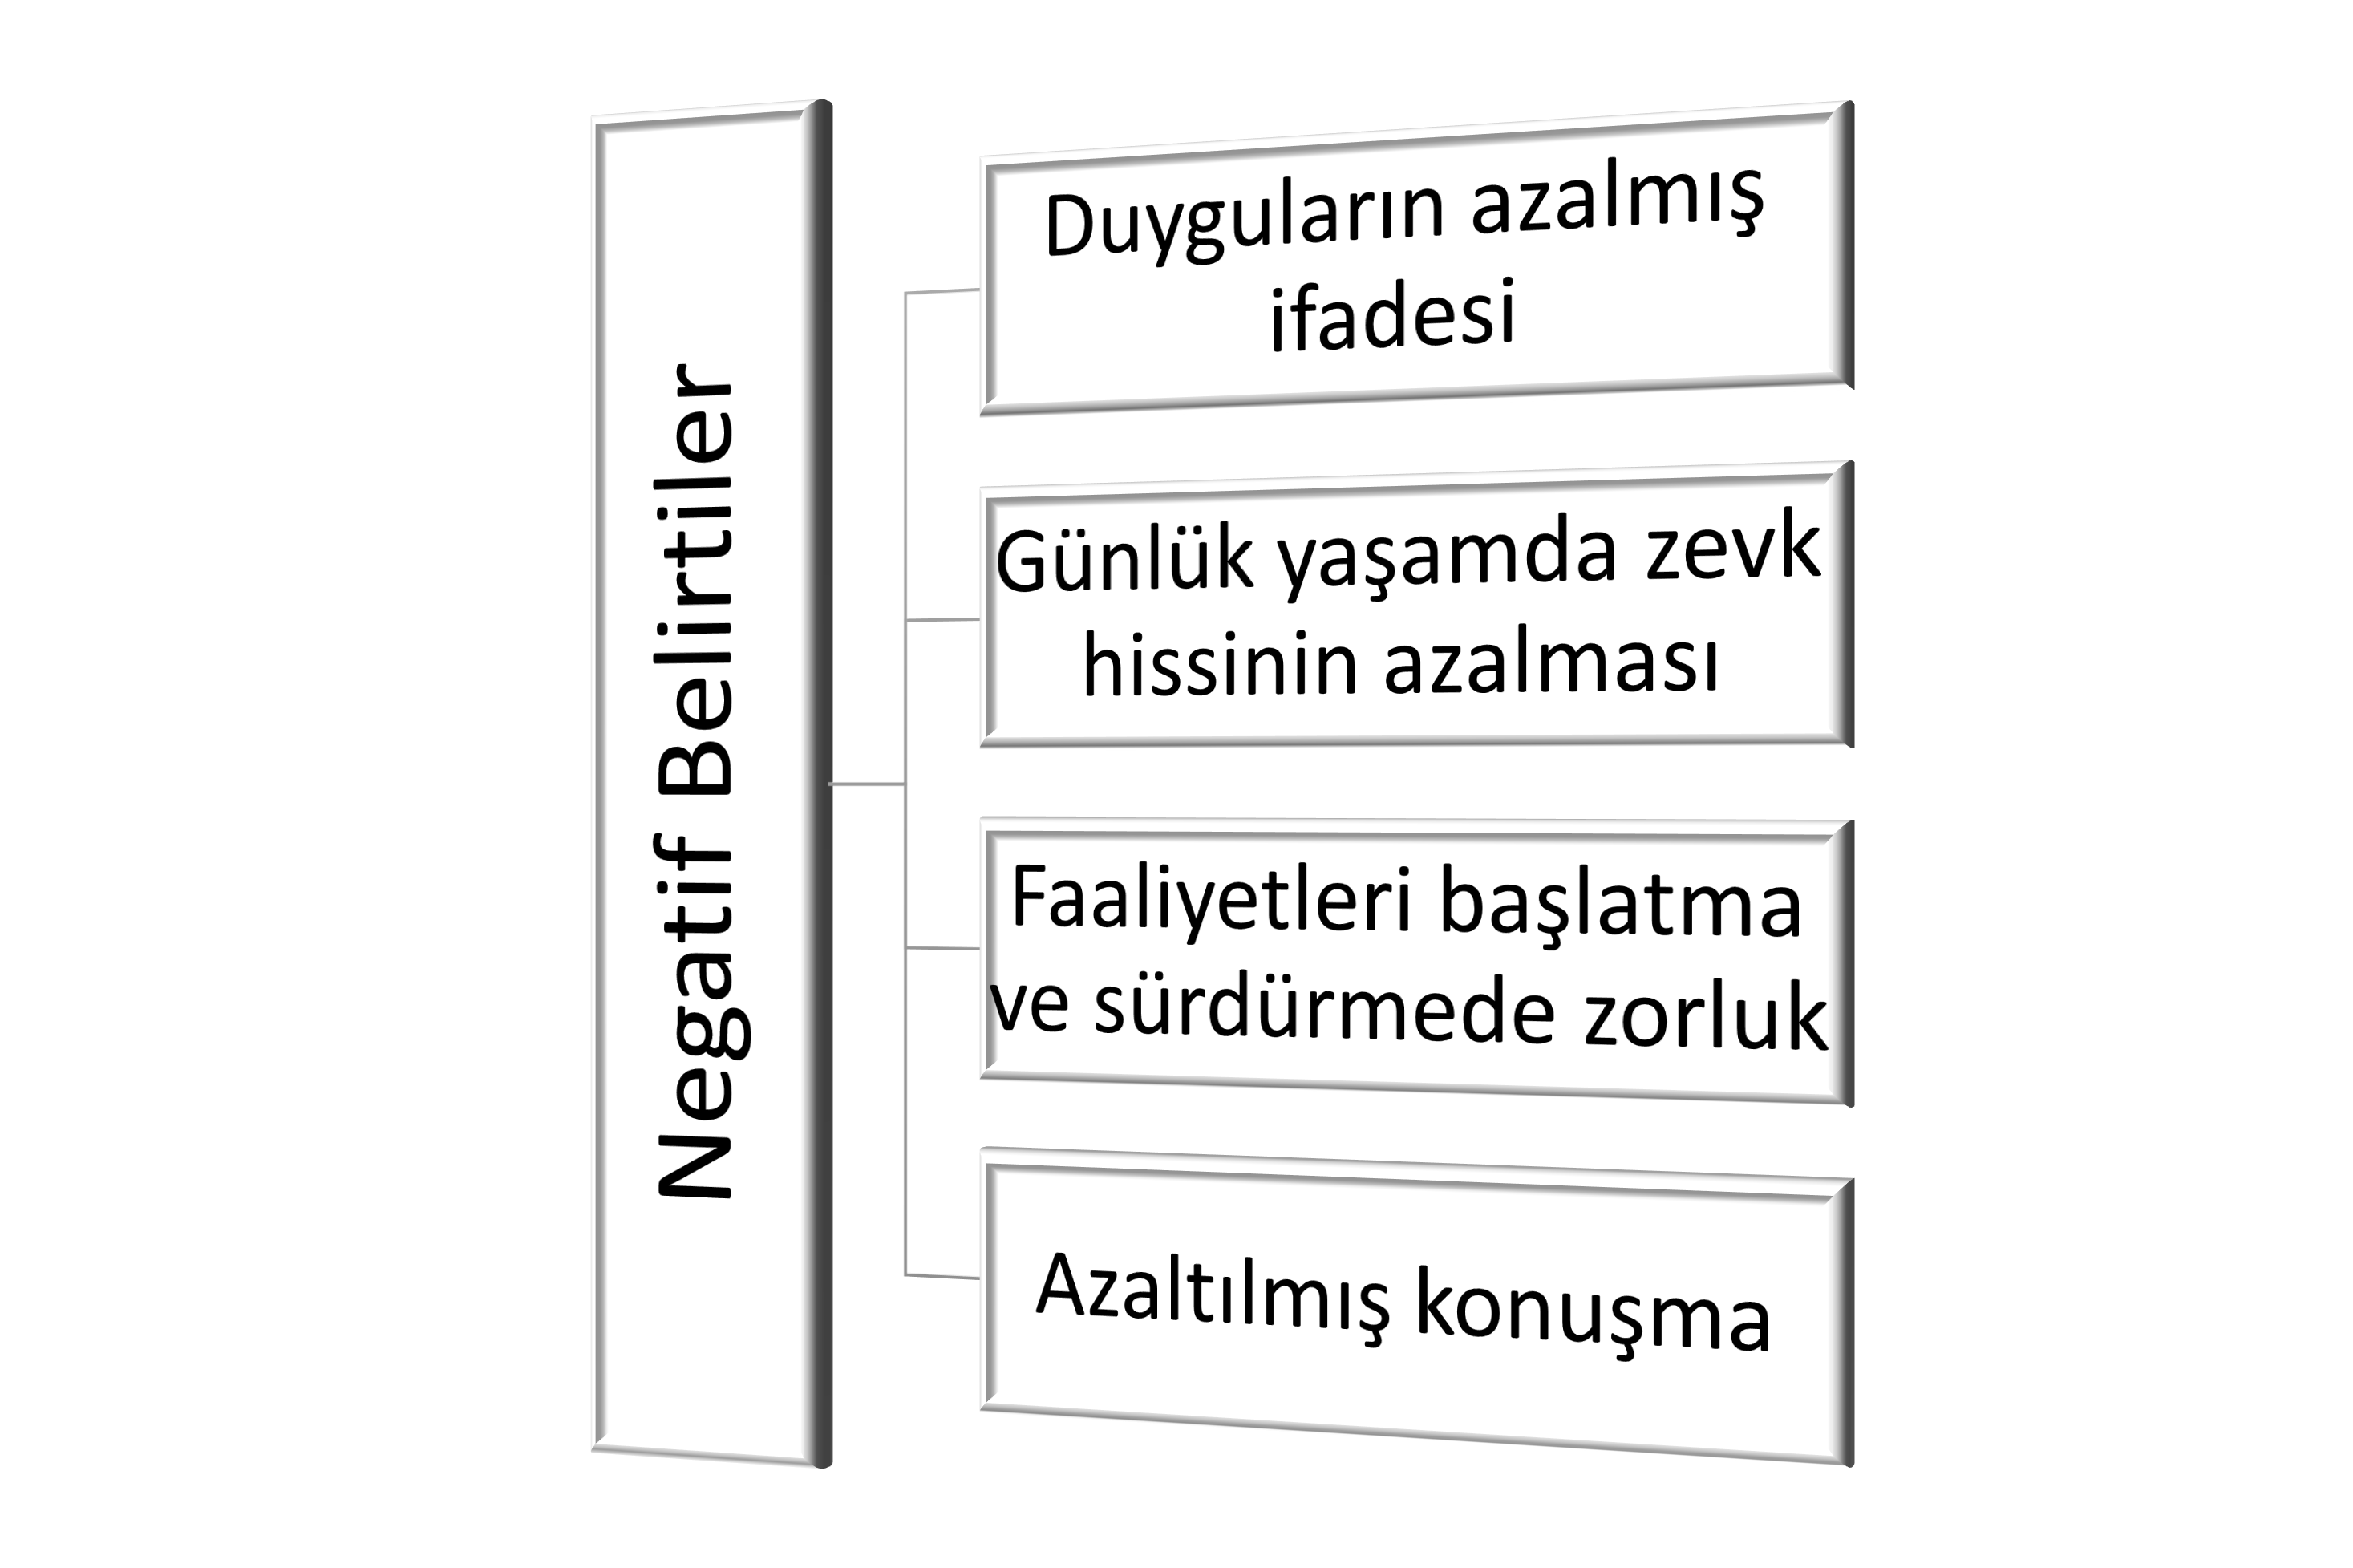 Negatif Belirtiler
Duyguların azalmış
ifadesi
Günlük yaşamda zevk
hissinin azalması
Faaliyetleri başlatma
ve sürdürmede zorluk
Azaltılmış konuşma